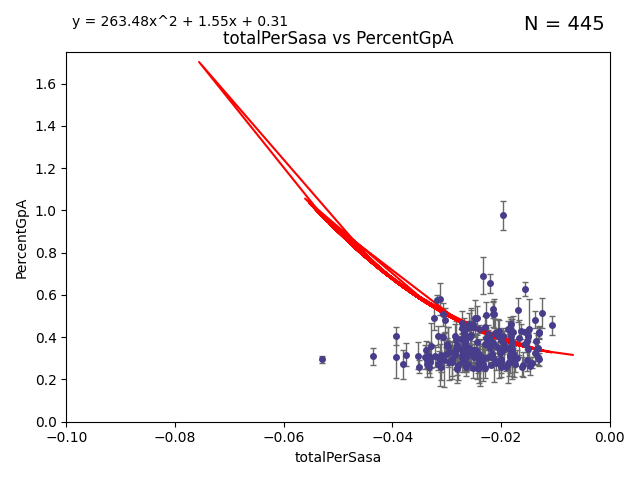 y = 263.48x^2 + 1.55x + 0.31
N = 445
totalPerSasa vs PercentGpA
PercentGpA
1.6
1.4
1.2
1.0
0.8
0.6
0.4
0.2
0.0
−0.10 −0.08 −0.06 −0.04 −0.02 0.00
totalPerSasa